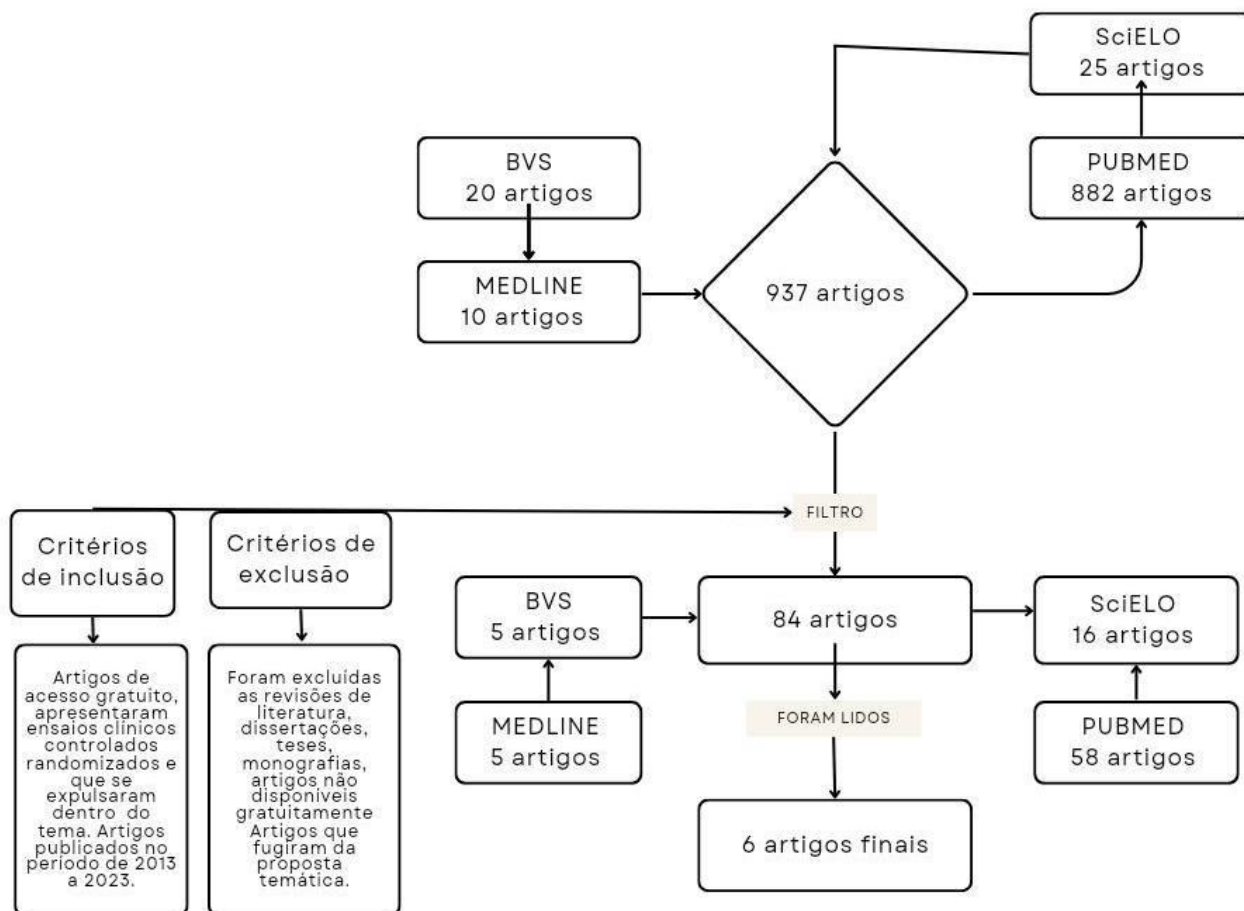 SciELO
25 artigos
BVS
20 artigos
PUBMED
882 artigos
MEDLINE
10 artigos
937 artigos
FILTRO
Critérios
de inclusão
Critérios de
exclusão
BVS
5 artigos
84 artigos
SciELO
16 artigos
Artigos de
acesso gratuito,
apresentaram
ensaios clínicos
controlados
randomizados e
que se
expulsaram
dentro do
tema. Artigos
publicados no
período de 2013
a 2023.
Foram excluídas
as revisões de
literatura,
dissertações,
teses,
monografias,
artigos não
disponíveis
gratuitamente
Artigos que
fugiram da
proposta
temática.
MEDLINE
5 artigos
FORAM LIDOS
PUBMED
58 artigos
6 artigos finais